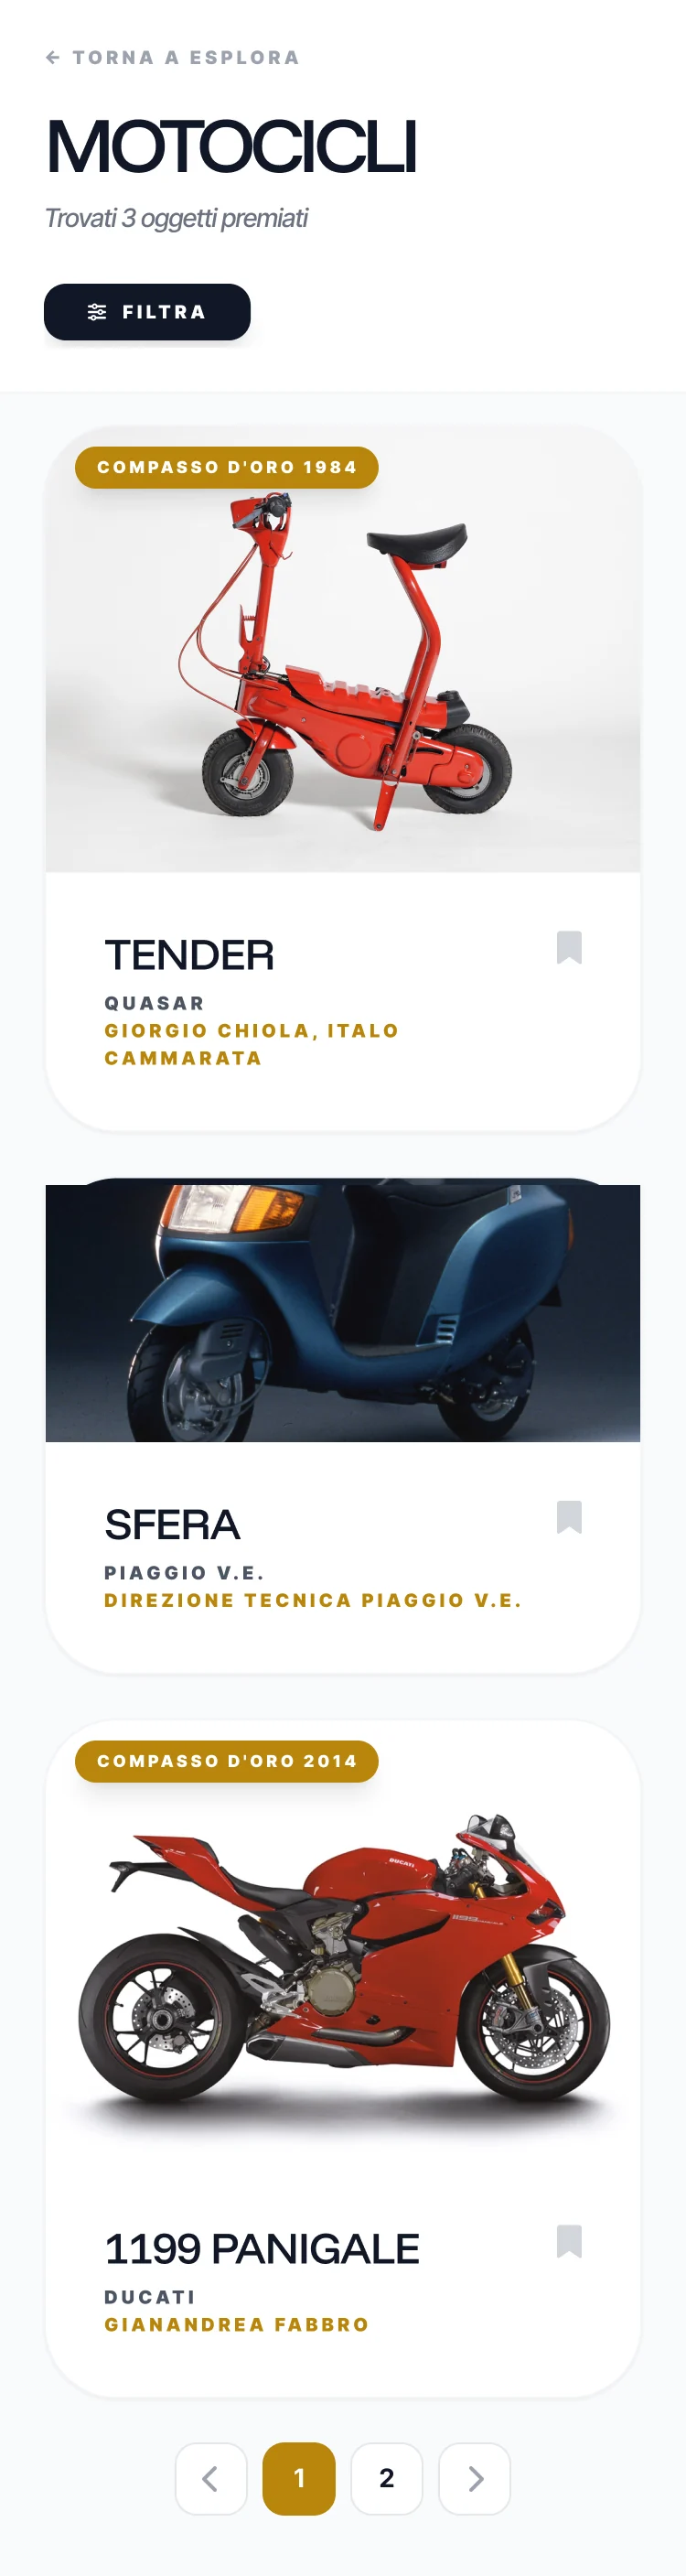 ← TORNA A ESPLORA
MOTOCICLI
Trovati 3 oggetti premiati
FILTRA
COMPASSO D'ORO 1984
TENDER
QUASAR
GIORGIO CHIOLA, ITALO
CAMMARATA
SFERA
PIAGGIO V.E.
DIREZIONE TECNICA PIAGGIO V.E.
COMPASSO D'ORO 2014
DUCATI
1199
1199 PANIGALE
DUCATI
GIANANDREA FABBRO
1
2